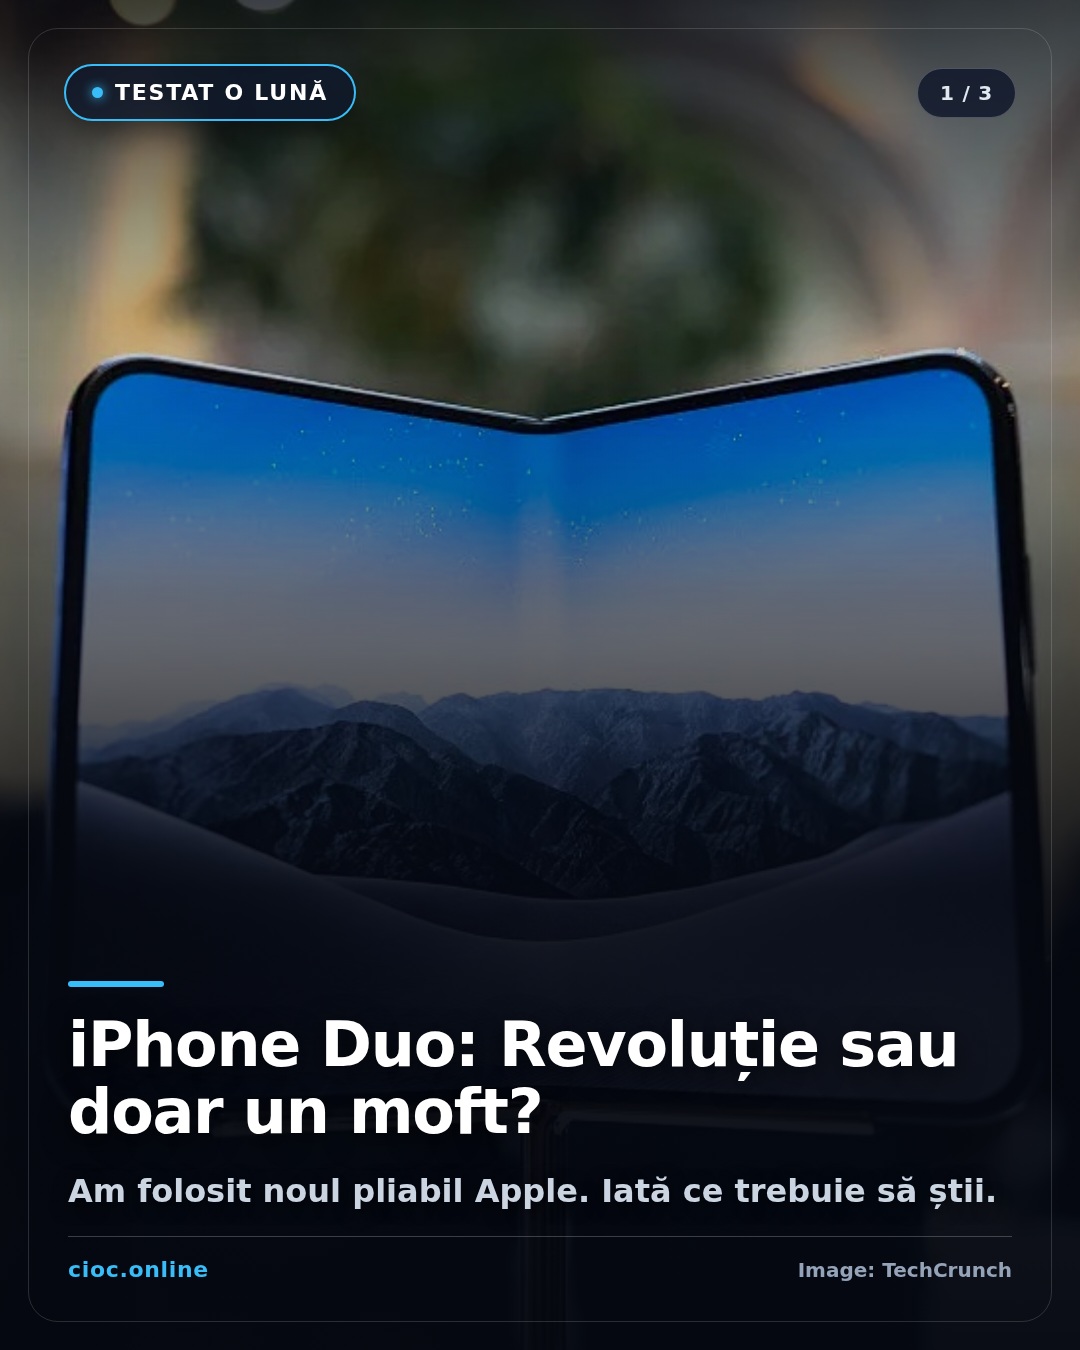 TESTAT O LUNĂ
1 / 3
iPhone Duo: Revoluție sau
doar un moft?
Am folosit noul pliabil Apple. Iată ce trebuie să știi.
cioc.online
Image: TechCrunch